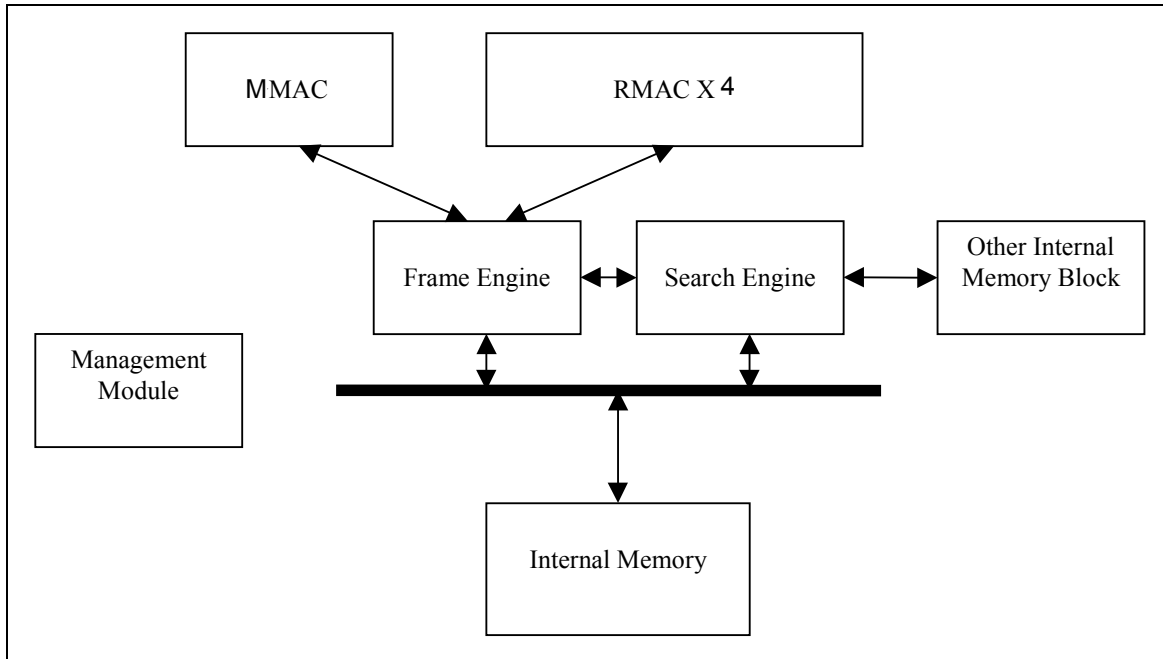 MMAC
RMAC X 4
Frame Engine
Search Engine
Other Internal
Memory Block
Management
Module
Internal Memory